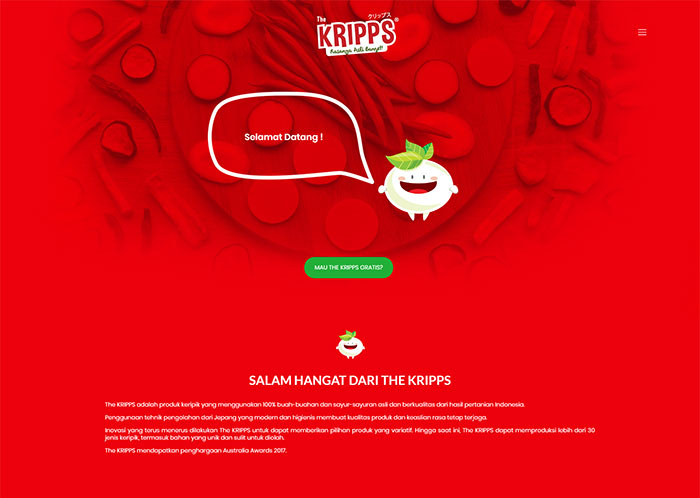 The
クリップス
KRIPPS®
Rasanya Asli Banget!
Selamat Datang !
MAU THE KRIPPS GRATIS?
SALAM HANGAT DARI THE KRIPPS
The KRIPPS adalah produk keripik yang menggunakan 100% buah-buahan dan sayur-sayuran asli dan berkualitas dari hasil pertanian Indonesia.
Penggunaan tehnik pengolahan dari Jepang yang modern dan higienis membuat kualitas produk dan keaslian rasa tetap terjaga.
Inovasi yang terus menerus dilakukan The KRIPPS untuk dapat memberikan pilihan produk yang variatif. Hingga saat ini, The KRIPPS dapat memproduksi lebih dari 30
jenis keripik, termasuk bahan yang unik dan sulit untuk diolah.
The KRIPPS mendapatkan penghargaan Australia Awards 2017.